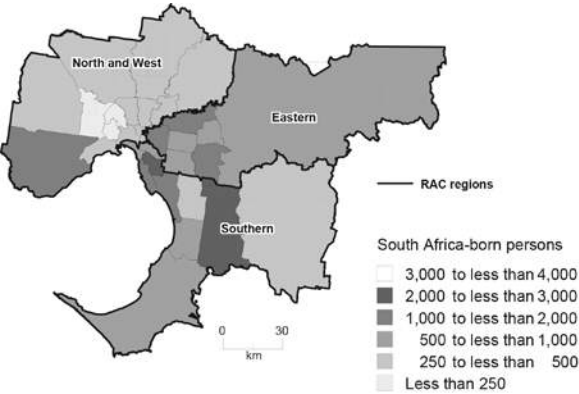 North and West
Eastern
RAC regions
Southern
South Africa-born persons
3,000 to less than 4,000
2,000 to less than 3,000
1,000 to less than 2,000
500 to less than 1,000
250 to less than 500
Less than 250
0 30
km